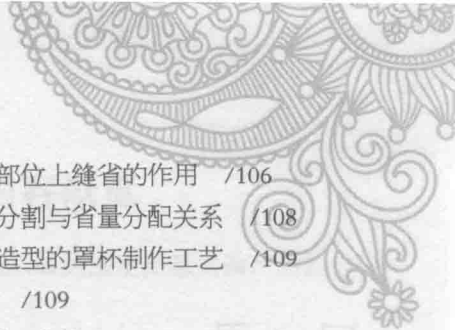 部位上缝省的作用 /106
分割与省量分配关系 /108
造型的罩杯制作工艺 /109
/109